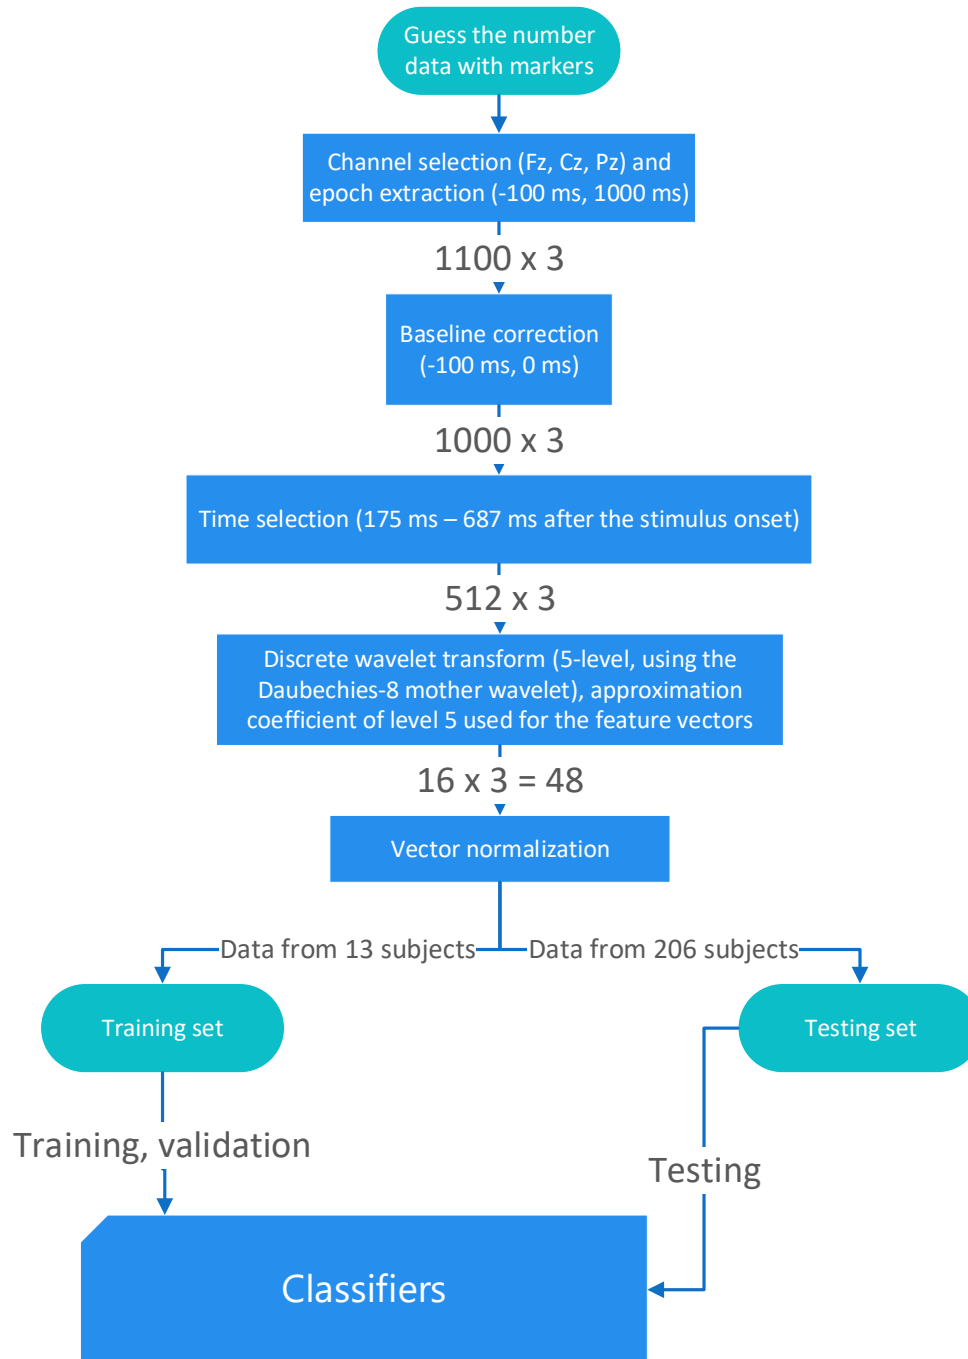 Guess the number
data with markers
Channel selection (Fz, Cz, Pz) and
epoch extraction (-100 ms, 1000 ms)
1100 x 3
Baseline correction
(-100 ms, 0 ms)
1000 x 3
Time selection (175 ms – 687 ms after the stimulus onset)
512 x 3
Discrete wavelet transform (5-level, using the
Daubechies-8 mother wavelet), approximation
coefficient of level 5 used for the feature vectors
16 x 3 = 48
Vector normalization
Data from 13 subjects
Data from 206 subjects
Training set
Testing set
Training, validation
Testing
Classifiers